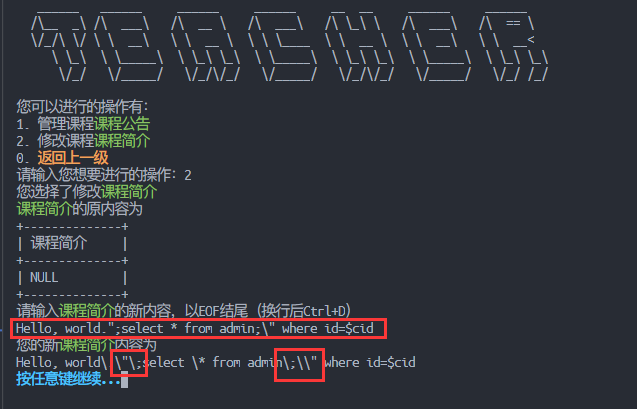 TEACHER
您可以进行的操作有:
1. 管理课程课程公告
2. 修改课程课程简介
0. 返回上一级
请输入您想要进行的操作: 2
您选择了修改课程简介
课程简介的原内容为
+--------------+
| 课程简介     |
+--------------+
| NULL         |
+--------------+
请输入课程简介的新内容, 以EOF结尾 (换行后Ctrl+D)
Hello, world.";select * from admin;\" where id=$cid
您的新课程简介内容为
Hello, world\ \"\;select \* from admin\;\\" where id=$cid
按任意键继续...